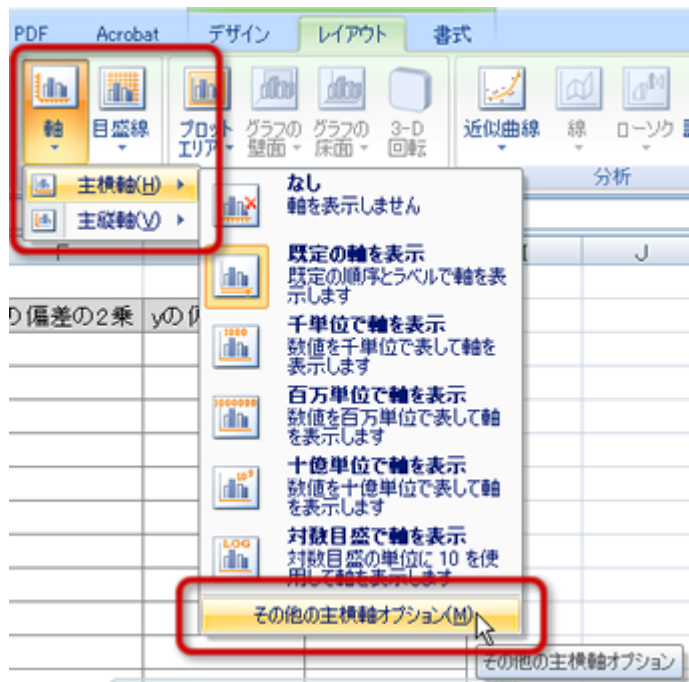 PDF Acrobat デザイン レイアウト 書式
軸 目盛線 プロット グラフの グラフの 3-D 近似曲線 線 ローソク
エリア 壁面 床面 回転
分析
主横軸(H)
主縦軸(V)
なし
軸を表示しません
F J
既定の軸を表示
既定の順序とラベルで軸を表
示します
の偏差の2乗 yの
千単位で軸を表示
数値を千単位で表して軸を
表示します
百万単位で軸を表示
数値を百万単位で表して軸
を表示します
十億単位で軸を表示
数値を十億単位で表して軸
を表示します
対数目盛で軸を表示
対数目盛の単位に 10 を使
用して軸を表示します
その他の主横軸オプション(M)
その他の主横軸オプション